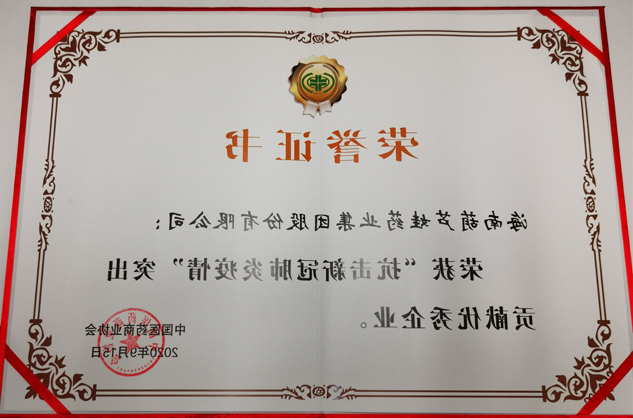 荣誉证书
海南葫芦娃药业集团股份有限公司：
荣获“抗击新冠肺炎疫情”突出
贡献优秀企业。
中国医药商业协会
2020年9月15日